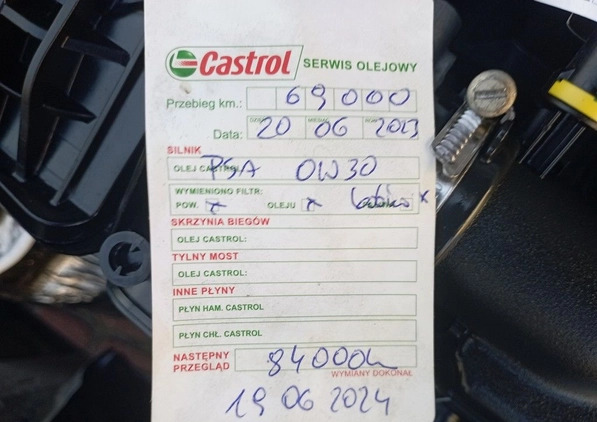 Castrol SERWIS OLEJOWY
Przebieg km.: 69000
Data: 20 06 2023
SILNIK
OLEJ CASTROL: PSA 0W30
WYMIENIONO FILTR:
POW. x OLEJU x x
SKRZYNIA BIEGÓW
OLEJ CASTROL:
TYLNY MOST
OLEJ CASTROL:
INNE PŁYNY
PŁYN HAM. CASTROL
PŁYN CHŁ. CASTROL
NASTĘPNY
PRZEGLĄD 84000
WYMIANY DOKONAŁ
19 06 2024